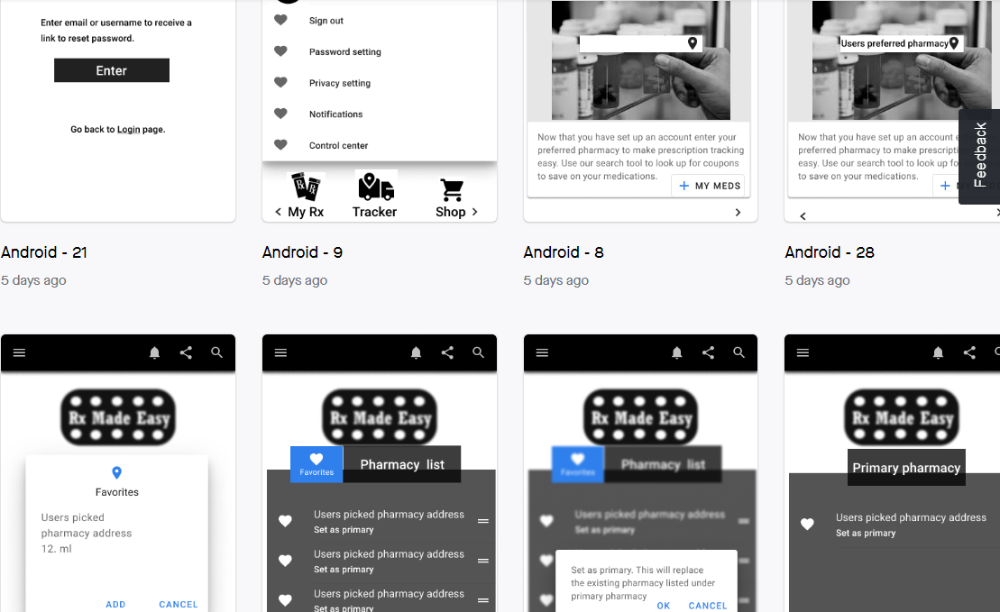 Enter email or username to receive a
link to reset password.
Enter
Go back to Login page.
Sign out
Password setting
Privacy setting
Notifications
Control center
< My Rx
Tracker
Shop >
Now that you have set up an account enter your
preferred pharmacy to make prescription tracking
easy. Use our search tool to look up for coupons
to save on your medications.
+ MY MEDS
>
Users preferred pharmacy
Now that you have set up an account e
preferred pharmacy to make prescripti
easy. Use our search tool to look up fo
to save on your medications.
+ M
<
Feedback
Android - 21
5 days ago
Android - 9
5 days ago
Android - 8
5 days ago
Android - 28
5 days ago
Rx Made Easy
Favorites
Users picked
pharmacy address
12. ml
ADD
CANCEL
Rx Made Easy
Favorites
Pharmacy list
Users picked pharmacy address
Set as primary
Users picked pharmacy address
Set as primary
Users picked pharmacy address
Set as primary
Rx Made Easy
Favorites
Pharmacy list
Users picked pharmacy address
Set as primary
Set as primary. This will replace
the existing pharmacy listed under
primary pharmacy
OK
CANCEL
Rx Made Easy
Primary pharmacy
Users picked pharmacy address
Set as primary